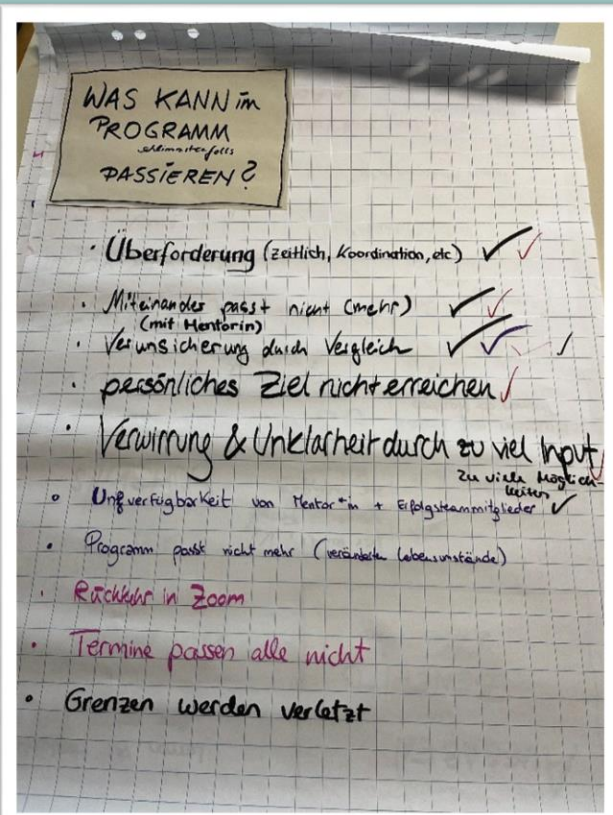 WAS KANN im
PROGRAMM
schlimmstenfalls
PASSIEREN?
· Überforderung (zeitlich, Koordination, etc)
· Miteinander passt nicht (mehr)
(mit Mentorin)
· Verunsicherung durch Vergleich
· persönliches Ziel nicht erreichen
· Verwirrung & Unklarheit durch zu viel Input
Zu viele Möglich-
keiten
· Unverfügbarkeit von Mentor*in + Erfolgsteammitglieder
· Programm passt nicht mehr (veränderte Lebensumstände)
· Rückkehr in Zoom
· Termine passen alle nicht
· Grenzen werden verletzt